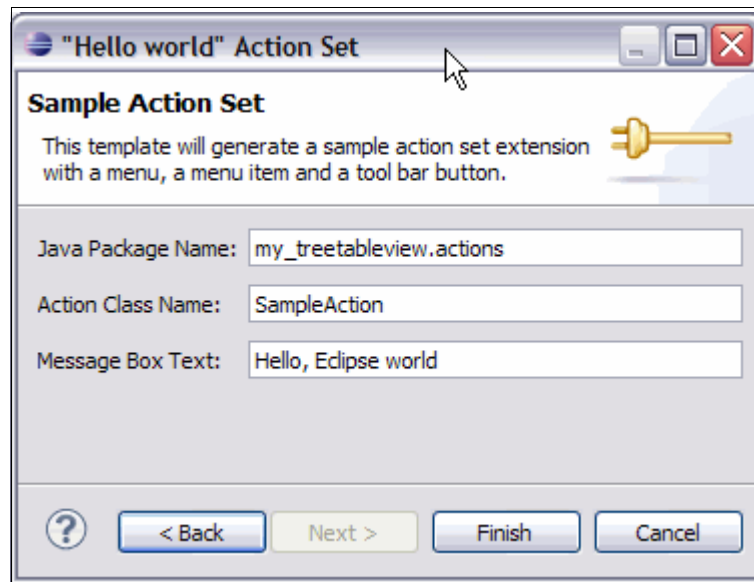 "Hello world" Action Set
Sample Action Set
This template will generate a sample action set extension
with a menu, a menu item and a tool bar button.
Java Package Name: my_treetableview.actions
Action Class Name: SampleAction
Message Box Text: Hello, Eclipse world
? < Back Next > Finish Cancel